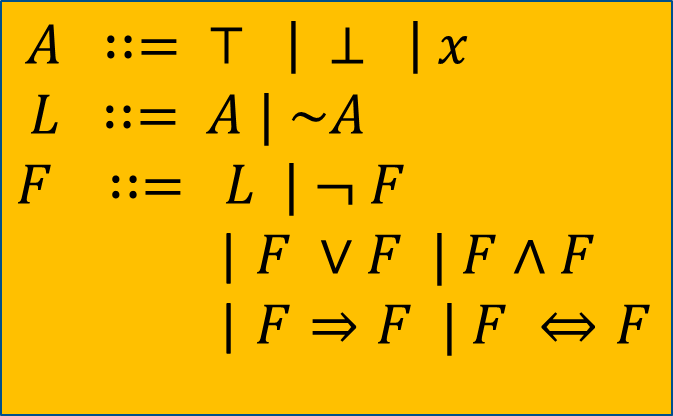 A ::= ⊤ | ⊥ | x
L ::= A | ~A
F ::= L | ¬ F
| F ∨ F | F ∧ F
| F ⇒ F | F ⇔ F